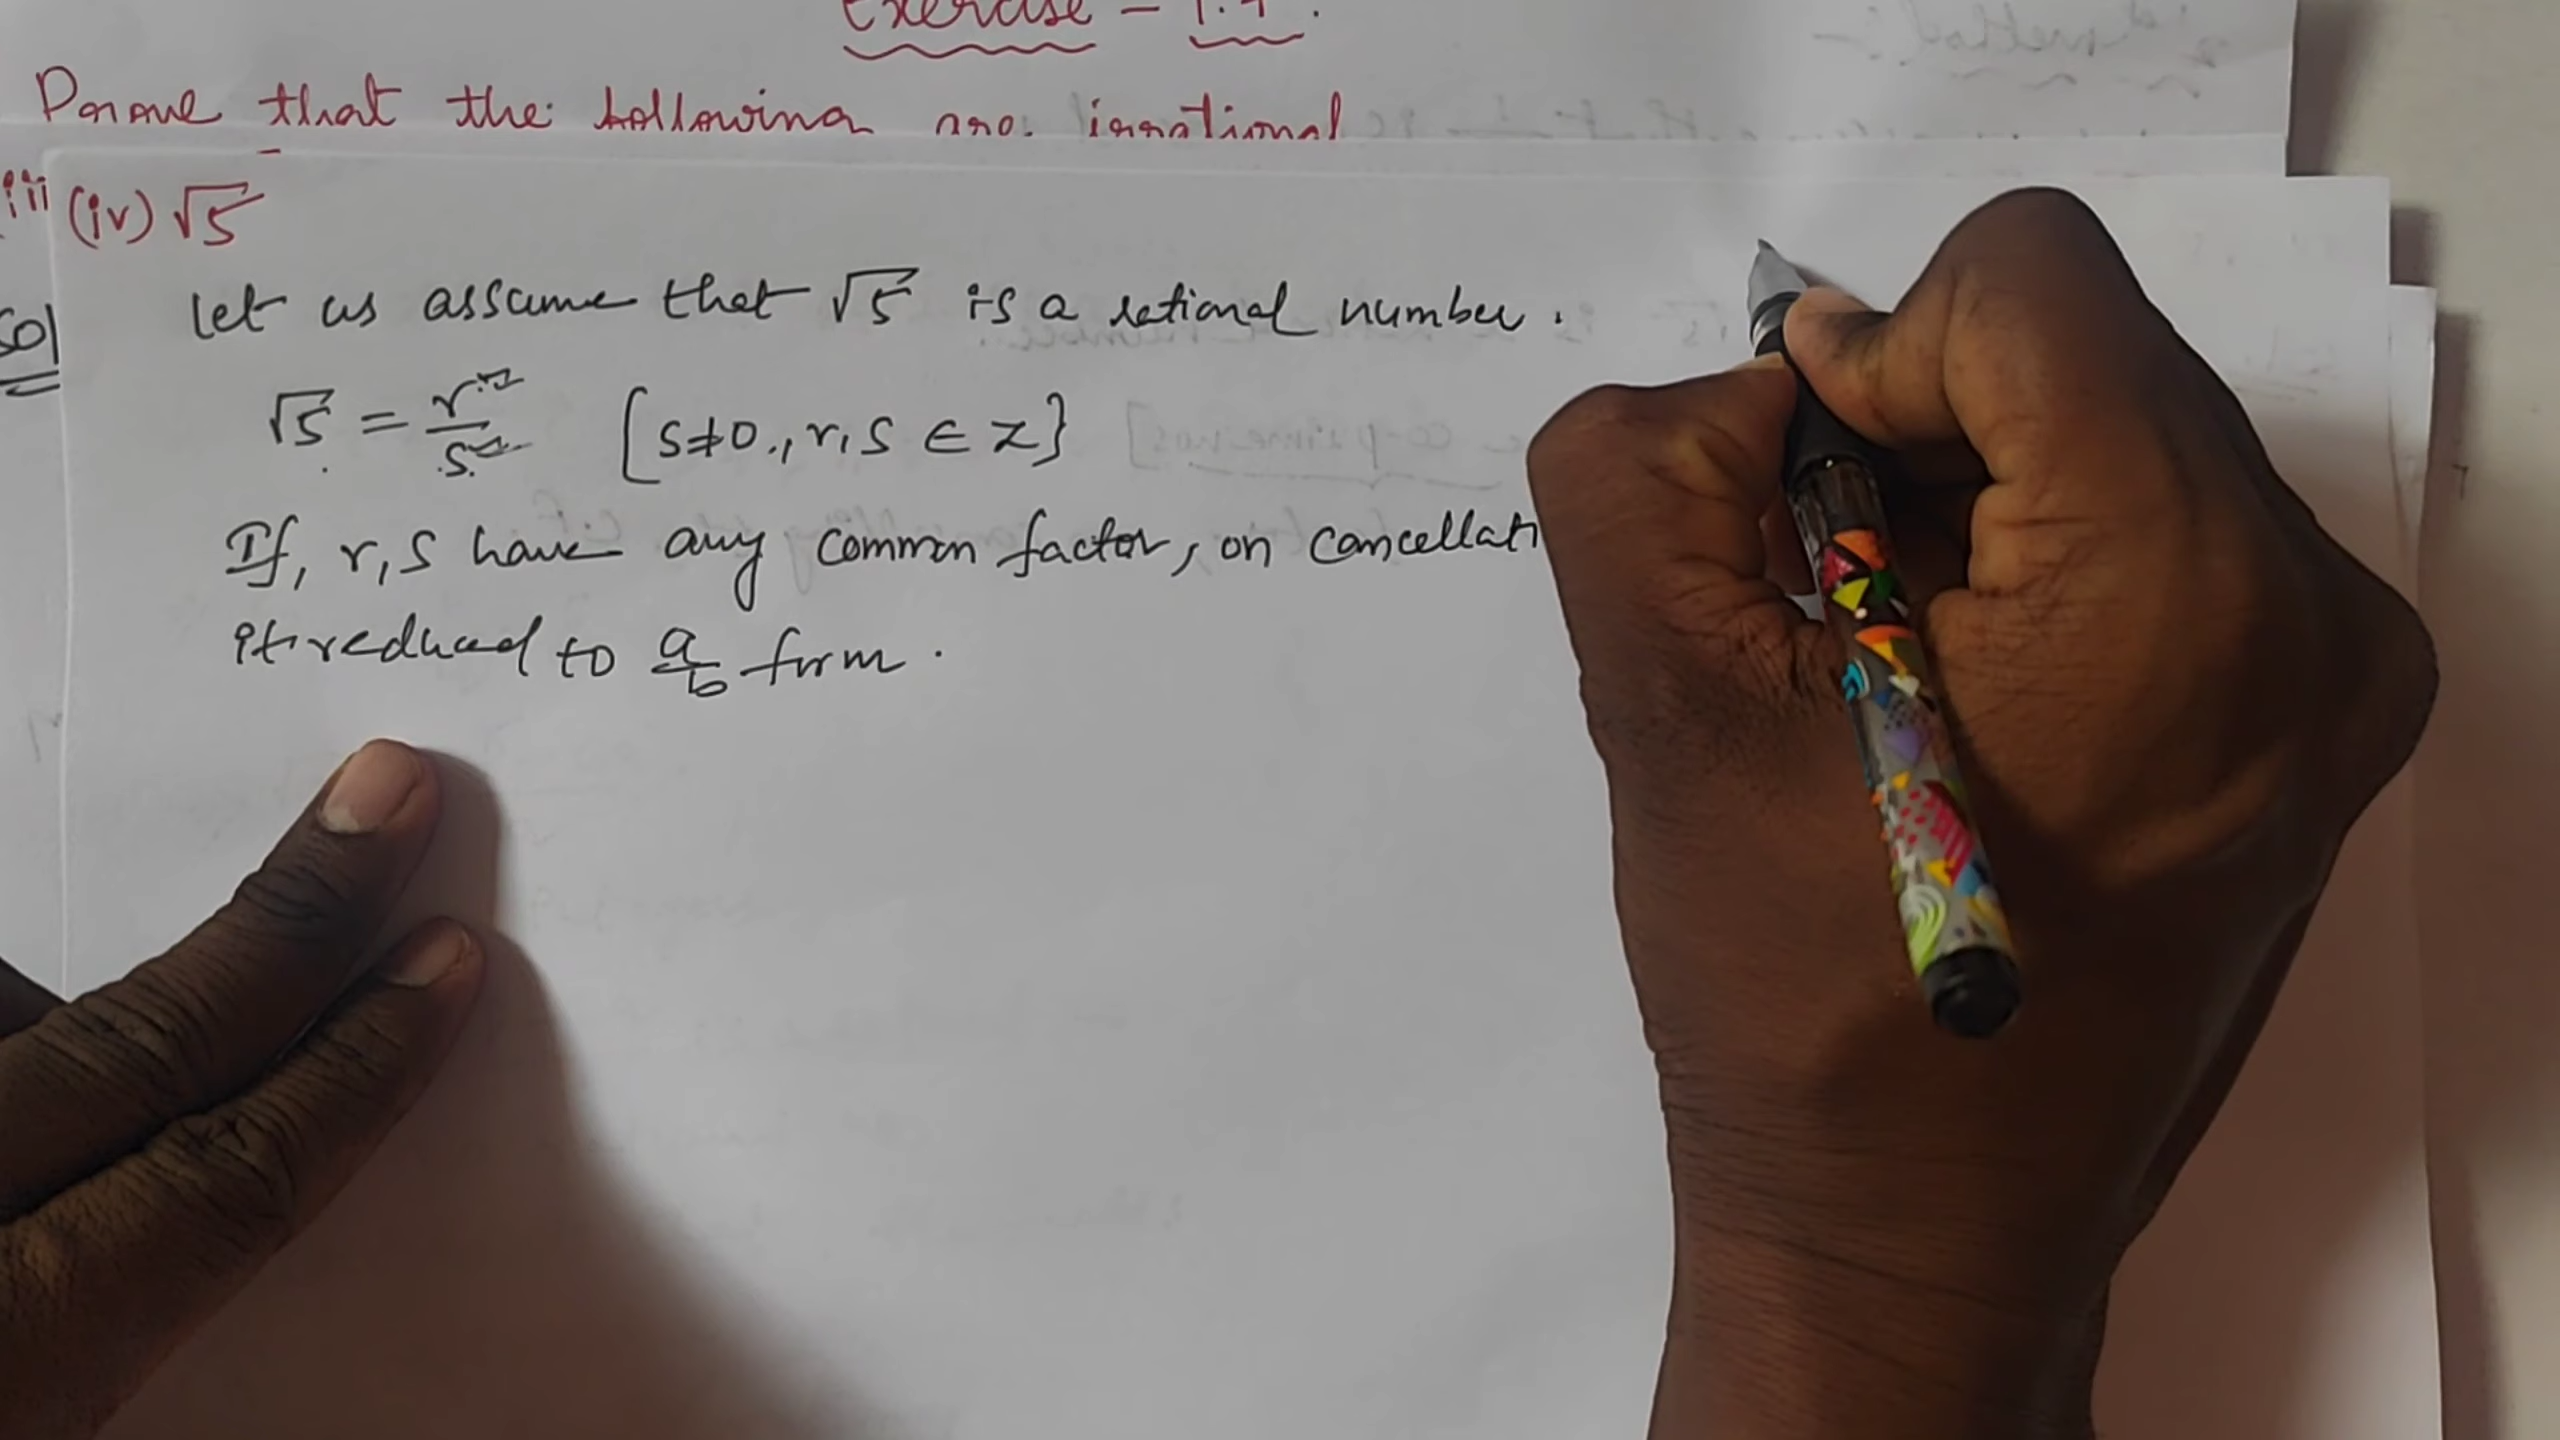 Exercise - 1.4.
Prove that the following are irrational
iii (iv) √5
Sol
Let us assume that √5 is a rational number.
√5 = r/s [s≠0., r, s ∈ z}
If, r, s have any common factor, on cancellati
it reduced to a/b form.